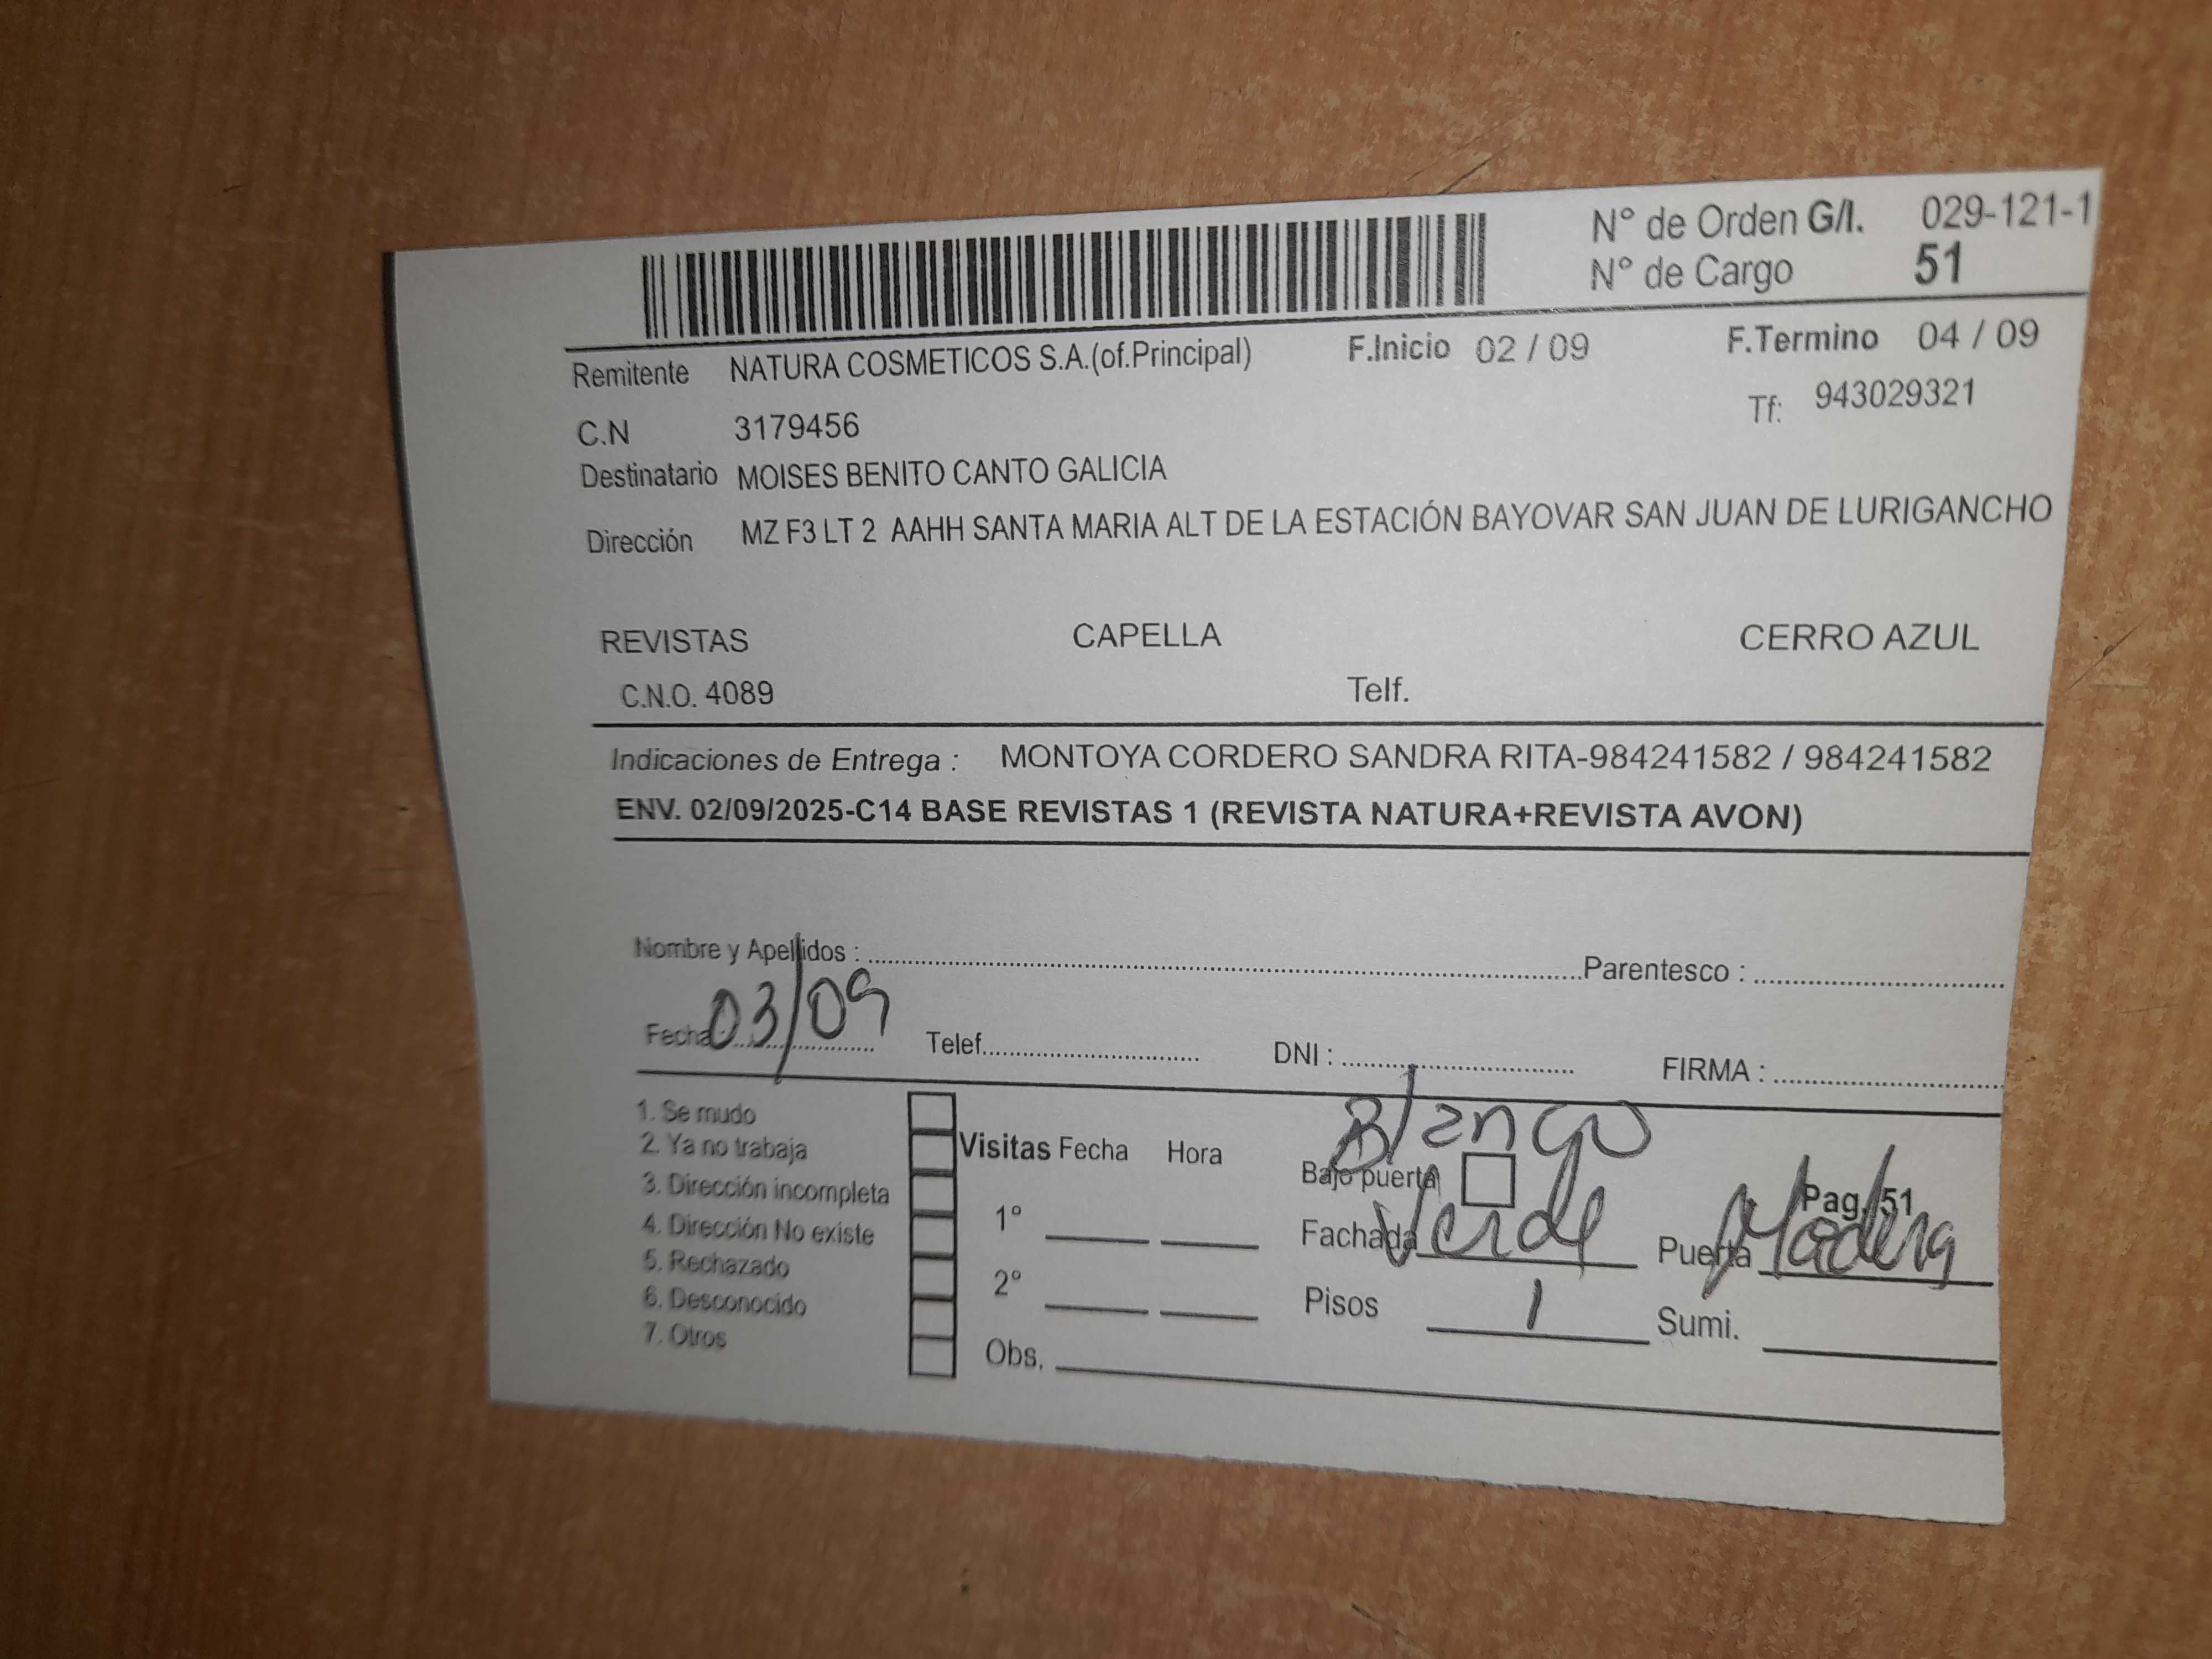 N° de Orden G/I. 029-121-1
N° de Cargo 51
Remitente NATURA COSMETICOS S.A.(of.Principal) F.Inicio 02 / 09 F.Termino 04 / 09
C.N 3179456 Tf: 943029321
Destinatario MOISES BENITO CANTO GALICIA
Dirección MZ F3 LT 2 AAHH SANTA MARIA ALT DE LA ESTACIÓN BAYOVAR SAN JUAN DE LURIGANCHO
REVISTAS CAPELLA CERRO AZUL
C.N.O. 4089 Telf.
Indicaciones de Entrega : MONTOYA CORDERO SANDRA RITA-984241582 / 984241582
ENV. 02/09/2025-C14 BASE REVISTAS 1 (REVISTA NATURA+REVISTA AVON)
Nombre y Apellidos : Parentesco :
Fecha 03/09 Telef. DNI : FIRMA :
1. Se mudo
2. Ya no trabaja
3. Dirección incompleta
4. Dirección No existe
5. Rechazado
6. Desconocido
7. Otros
Visitas Fecha Hora
1°
2°
Obs.
Blanco
Bajo puerta
Pag. 51
Fachada Verde Puerta Madera
Pisos 1 Sumi.